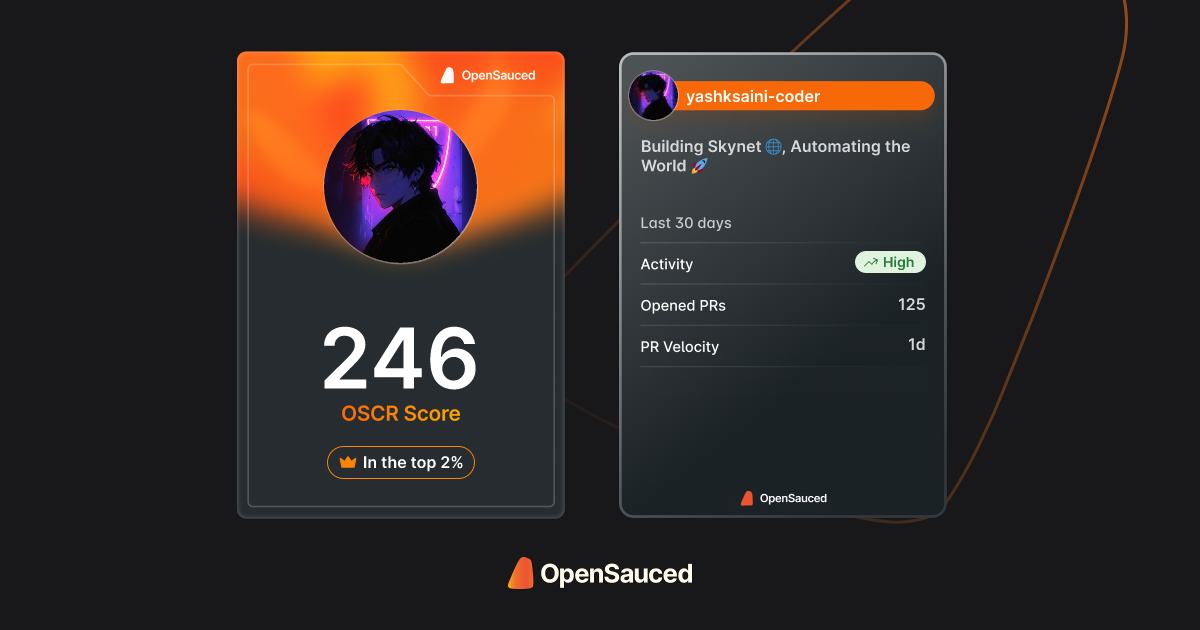 OpenSauced
246
OSCR Score
In the top 2%
yashksaini-coder
Building Skynet 🌐, Automating the
World 🚀
Last 30 days
Activity
High
Opened PRs
125
PR Velocity
1d
OpenSauced
OpenSauced